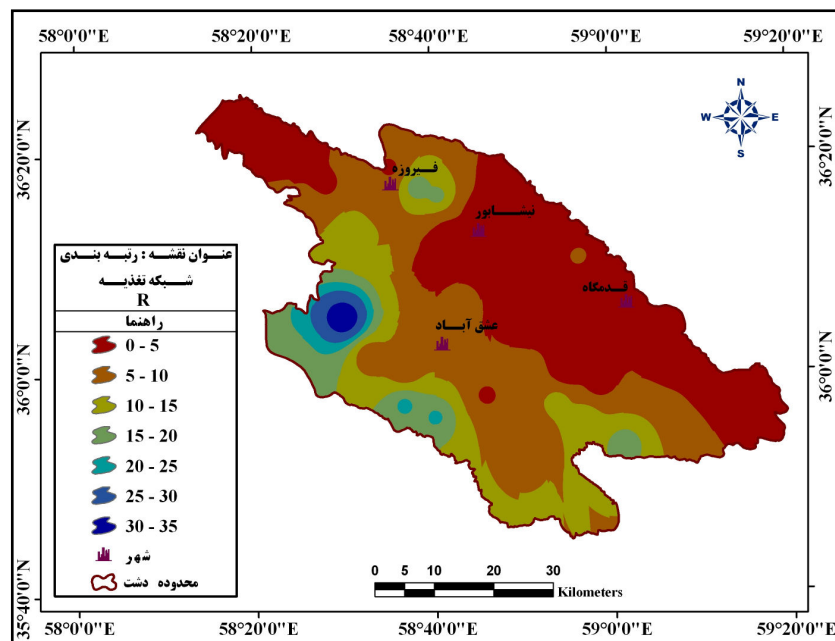 58°0'0"E 58°20'0"E 58°40'0"E 59°0'0"E 59°20'0"E
36°20'0"N
36°0'0"N
35°40'0"N
36°20'0"N
36°0'0"N
35°40'0"N
N
W E
S
فیروزه
نیشابور
قدمگاه
عشق آباد
عنوان نقشه : رتبه بندی
شبکه تغذیه
R
راهنما
0 - 5
5 - 10
10 - 15
15 - 20
20 - 25
25 - 30
30 - 35
شهر
محدوده دشت
0 5 10 20 30
Kilometers
58°0'0"E 58°20'0"E 58°40'0"E 59°0'0"E 59°20'0"E